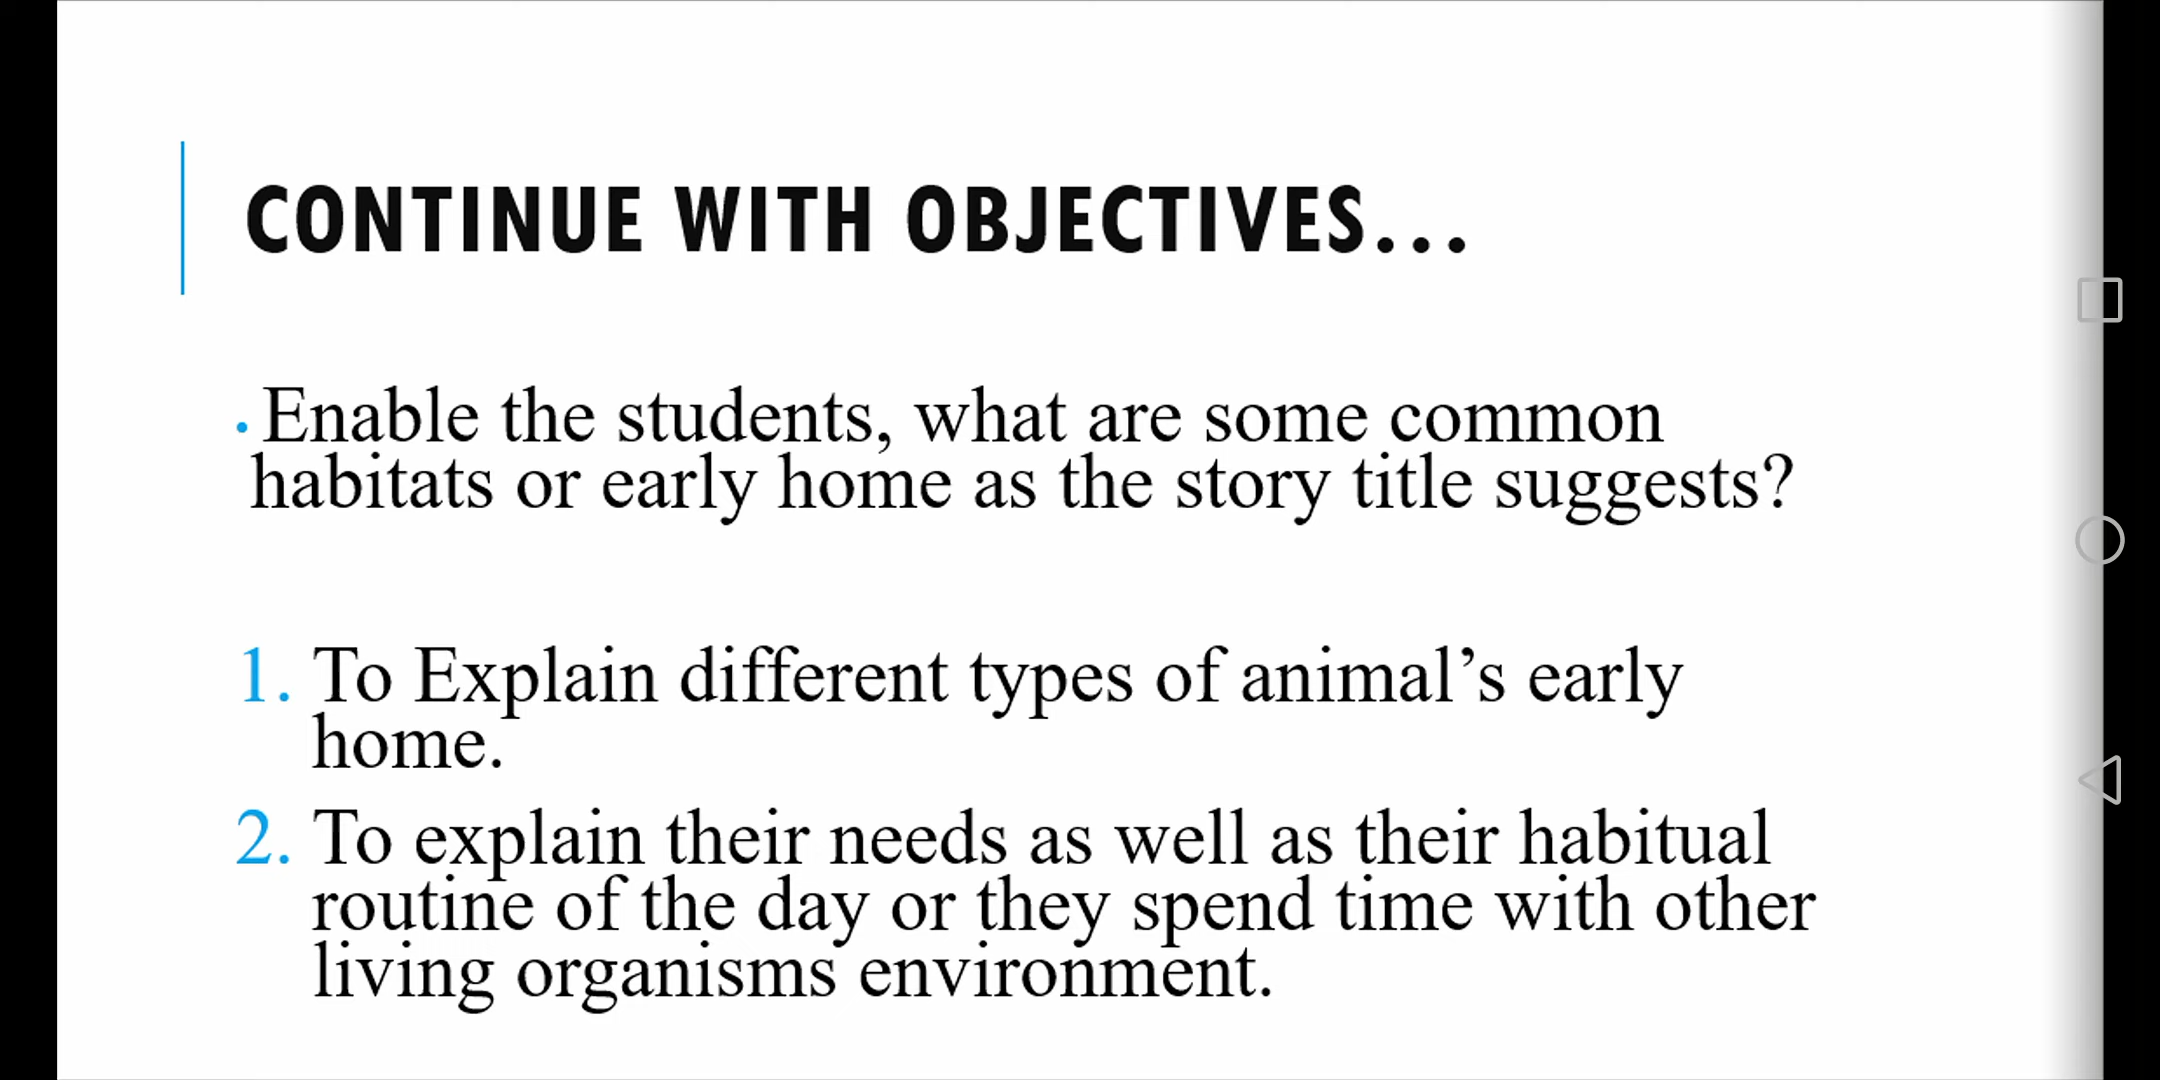 CONTINUE WITH OBJECTIVES...
• Enable the students, what are some common
habitats or early home as the story title suggests?
1. To Explain different types of animal’s early
home.
2. To explain their needs as well as their habitual
routine of the day or they spend time with other
living organisms environment.